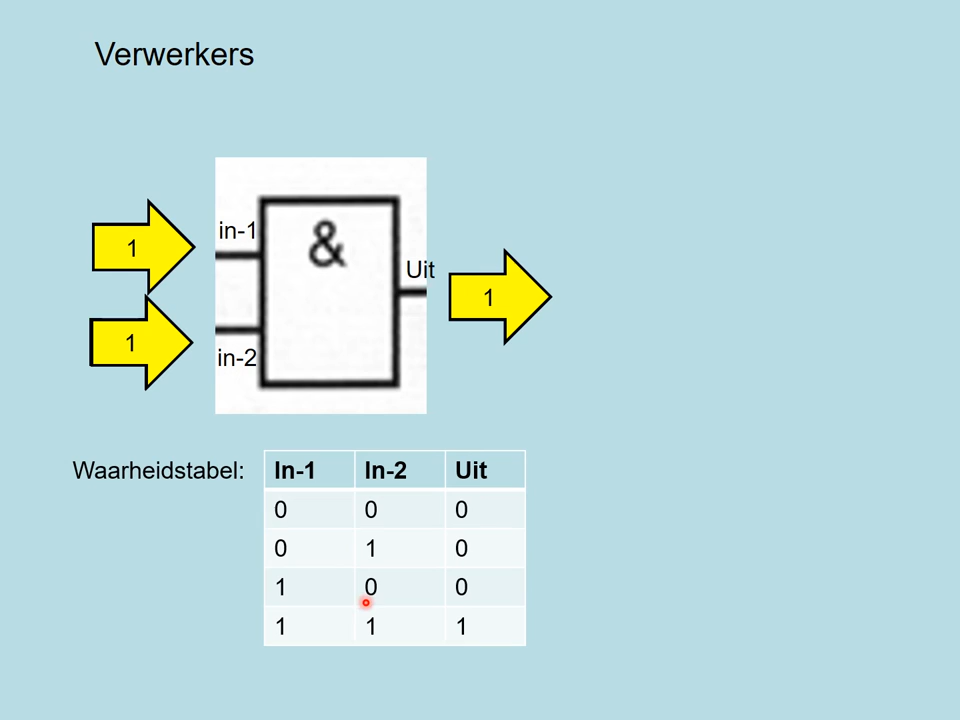 Verwerkers
in-1
&
1
Uit
1
1
in-2
Waarheidstabel:
In-1 In-2 Uit
0 0 0
0 1 0
1 0 0
1 1 1